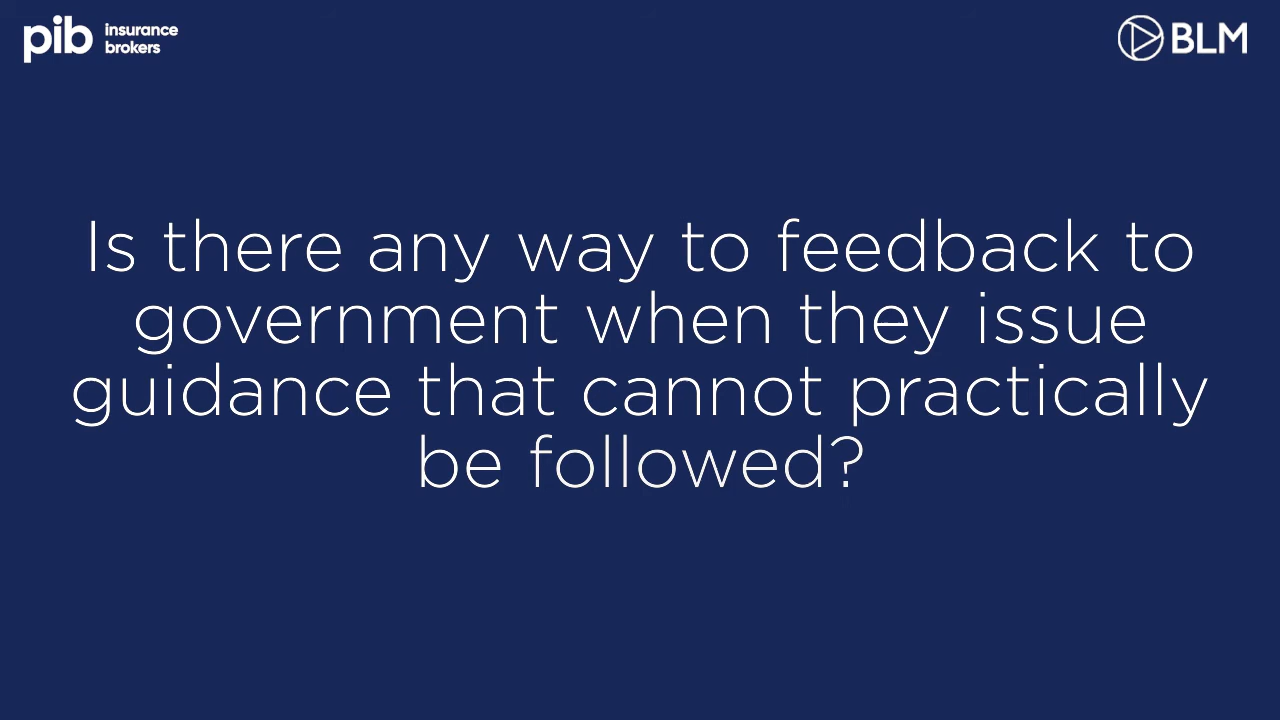 pib insurance
brokers
BLM
Is there any way to feedback to
government when they issue
guidance that cannot practically
be followed?